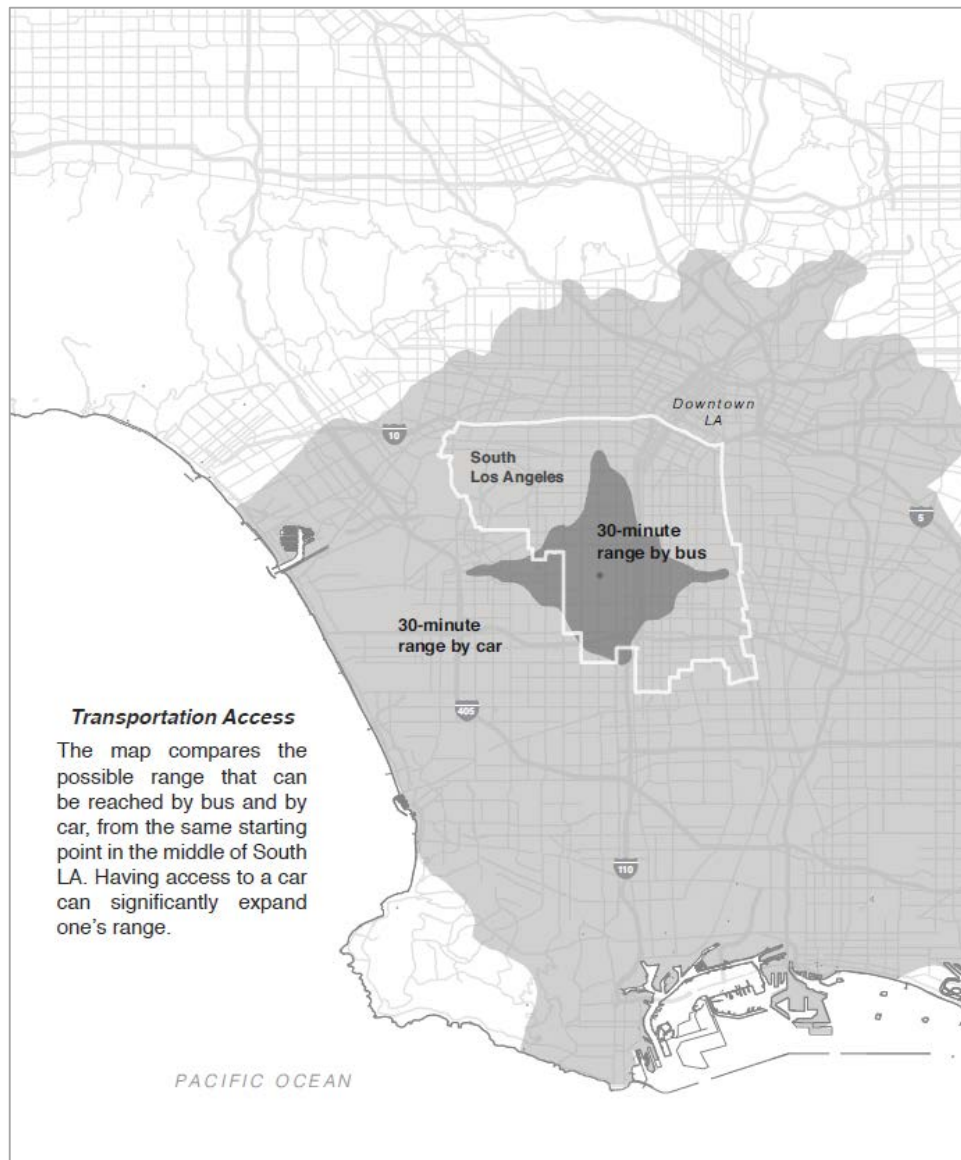 Downtown
LA
10
South
Los Angeles
5
30-minute
range by bus
30-minute
range by car
405
Transportation Access
The map compares the
possible range that can
be reached by bus and by
car, from the same starting
point in the middle of South
LA. Having access to a car
can significantly expand
one's range.
110
PACIFIC OCEAN